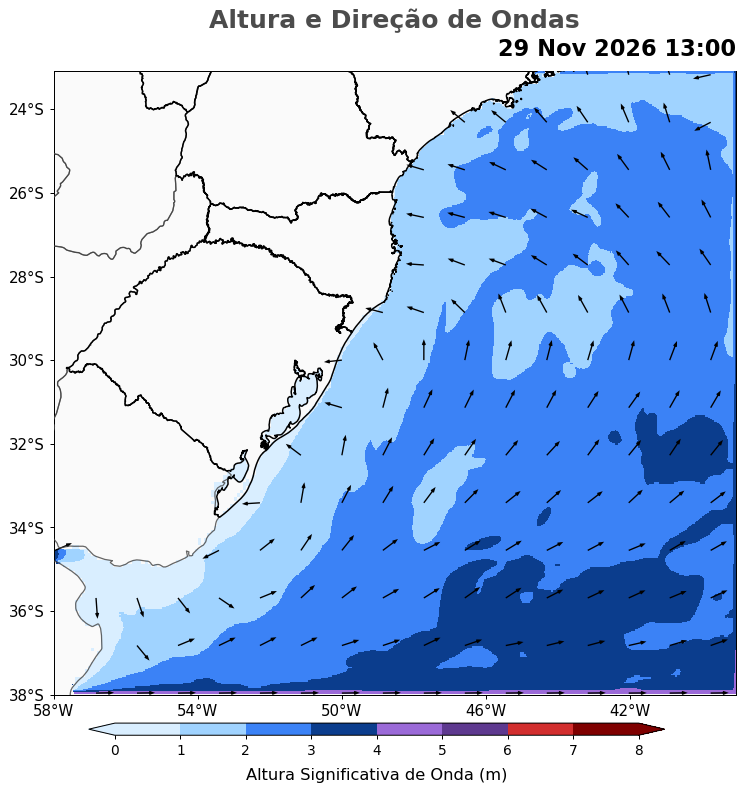 Altura e Direção de Ondas
29 Nov 2026 13:00
24°S
26°S
28°S
30°S
32°S
34°S
36°S
38°S
58°W 54°W 50°W 46°W 42°W
0 1 2 3 4 5 6 7 8
Altura Significativa de Onda (m)